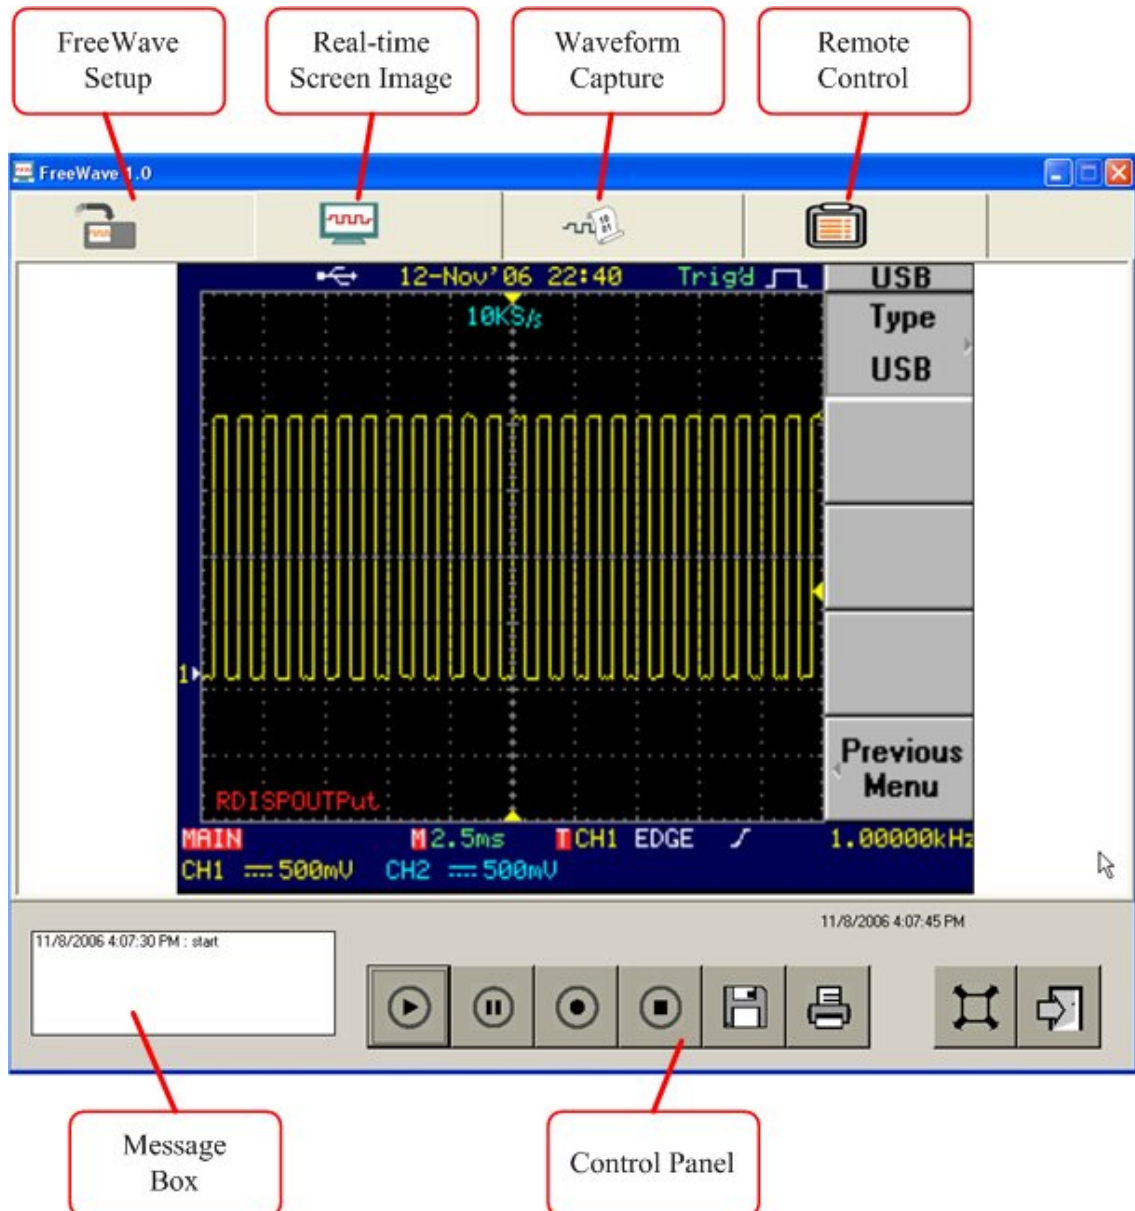 FreeWave
Setup
Real-time
Screen Image
Waveform
Capture
Remote
Control
FreeWave 1.0
12-Nov'06 22:40 Trig'd
USB
10KS/s
Type
USB
1
Previous
Menu
RDISPOUTPut
MAIN M 2.5ms T CH1 EDGE 1.00000kHz
CH1 500mV CH2 500mV
11/8/2006 4:07:45 PM
11/8/2006 4:07:30 PM : start
Message
Box
Control Panel